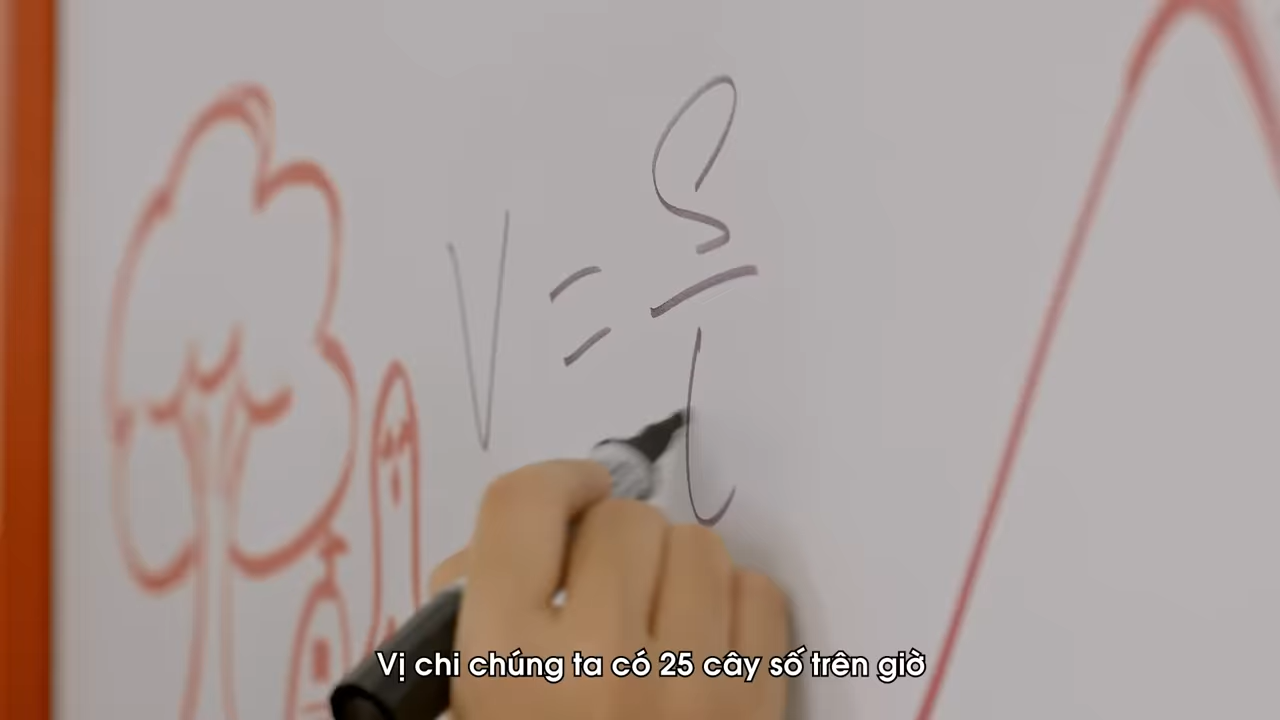 V = S/t
Vị chi chúng ta có 25 cây số trên giờ